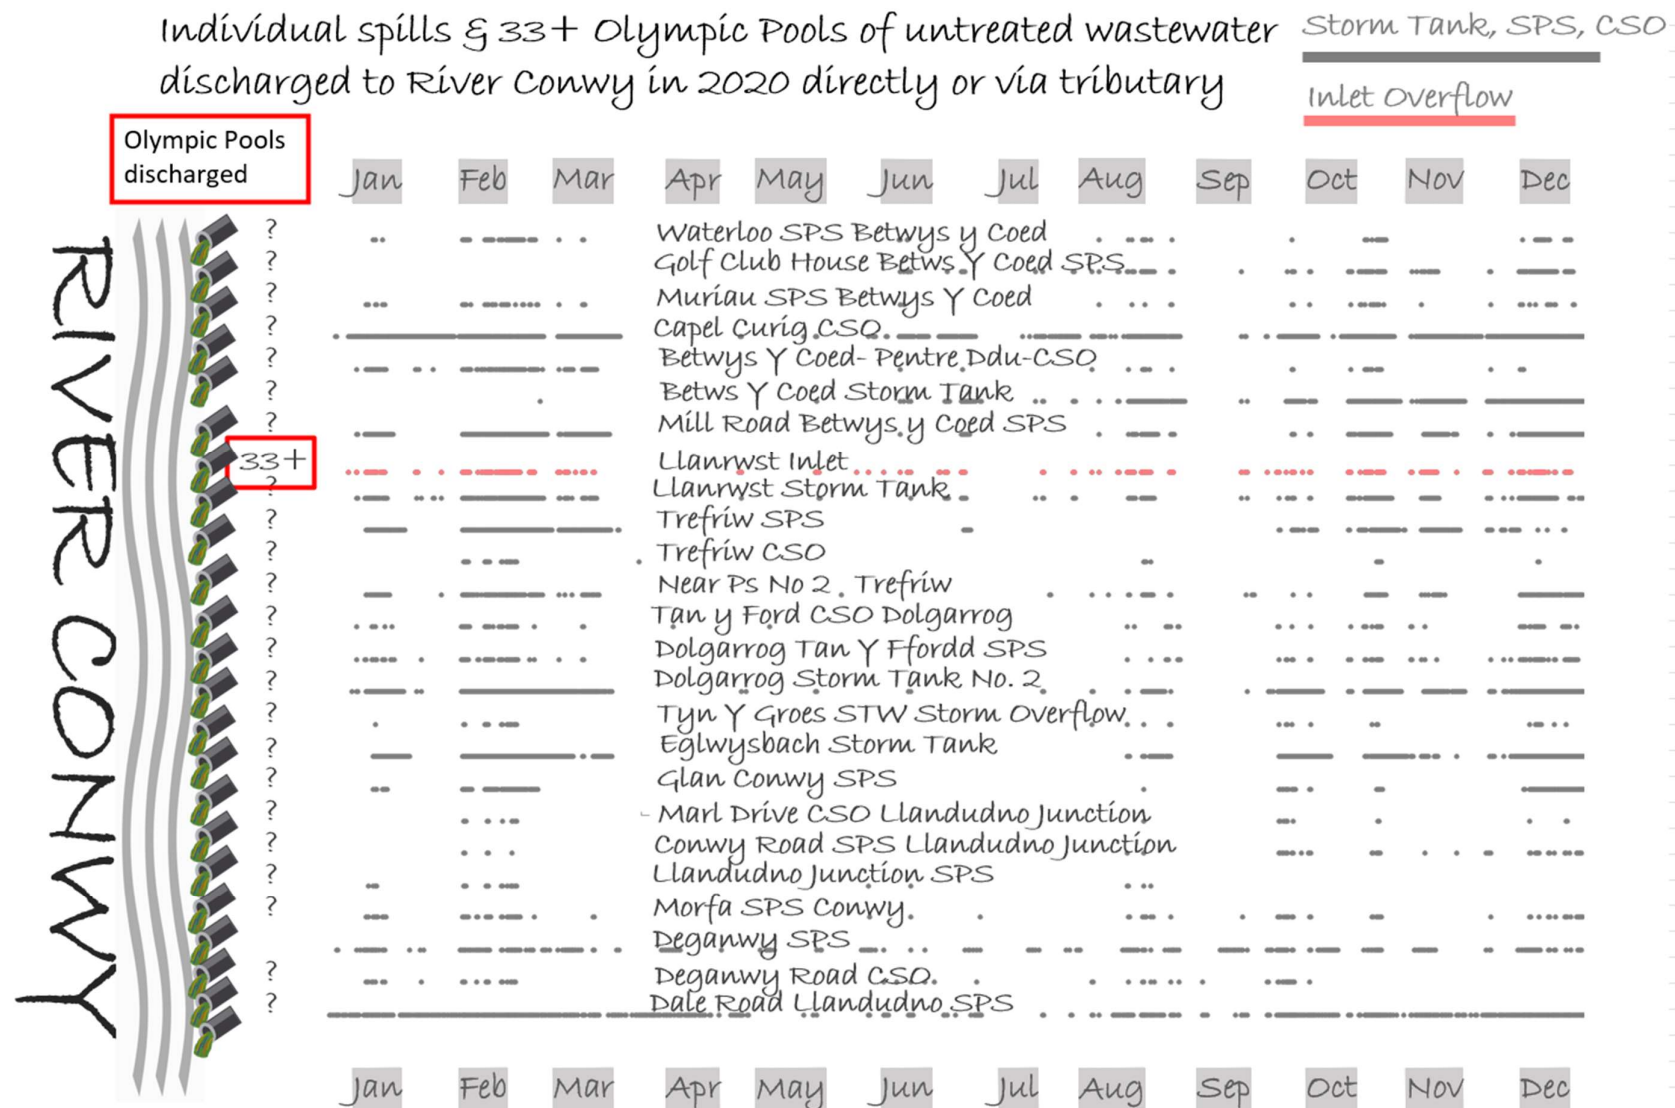 Individual spills & 33+ Olympic Pools of untreated wastewater
discharged to River Conwy in 2020 directly or via tributary
Storm Tank, SPS, CSO
Inlet Overflow
Olympic Pools
discharged
Jan Feb Mar Apr May Jun Jul Aug Sep Oct Nov Dec
RIVER CONWY
? Waterloo SPS Betwys y Coed
? Golf Club House Betws Y Coed SPS
? Muriau SPS Betwys Y Coed
? Capel Curig CSO
? Betwys Y Coed- Pentre Ddu-CSO
? Betws Y Coed Storm Tank
? Mill Road Betwys y Coed SPS
33+ Llanrwst Inlet
? Llanrwst Storm Tank
? Trefriw SPS
? Trefriw CSO
? Near Ps No 2 . Trefriw
? Tan y Ford CSO Dolgarrog
? Dolgarrog Tan Y Ffordd SPS
? Dolgarrog Storm Tank No. 2
? Tyn Y Groes STW Storm Overflow
? Eglwysbach Storm Tank
? Glan Conwy SPS
? Marl Drive CSO Llandudno Junction
? Conwy Road SPS Llandudno Junction
? Llandudno Junction SPS
? Morfa SPS Conwy
Deganwy SPS
? Deganwy Road CSO
? Dale Road Llandudno SPS
Jan Feb Mar Apr May Jun Jul Aug Sep Oct Nov Dec